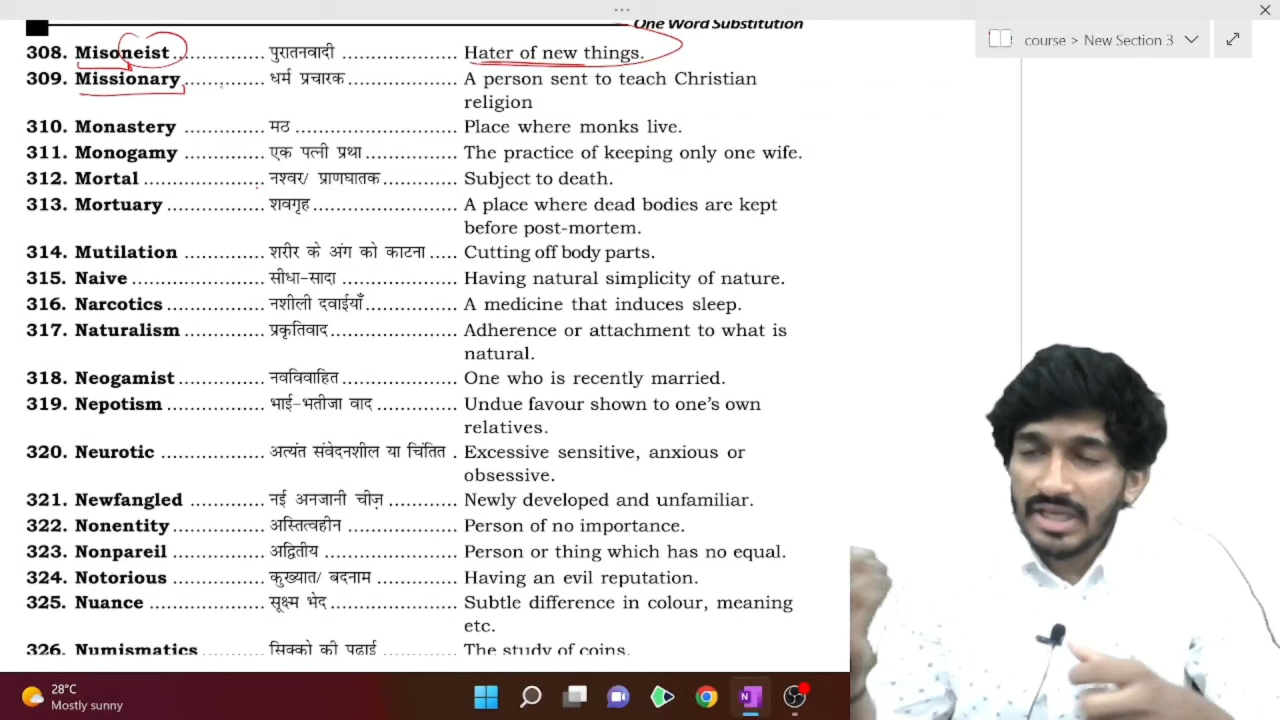 One Word Substitution
308. Misoneist .................. पुरातनवादी .................... Hater of new things.
309. Missionary ................ धर्म प्रचारक ................... A person sent to teach Christian
religion
310. Monastery ................ मठ ............................. Place where monks live.
311. Monogamy ................ एक पत्नी प्रथा ................ The practice of keeping only one wife.
312. Mortal ........................ नश्वर/ प्राणघातक ............. Subject to death.
313. Mortuary .................... शवगृह .......................... A place where dead bodies are kept
before post-mortem.
314. Mutilation ................ शरीर के अंग को काटना ..... Cutting off body parts.
315. Naive .......................... सीधा-सादा ..................... Having natural simplicity of nature.
316. Narcotics .................... नशीली दवाईयाँ ................ A medicine that induces sleep.
317. Naturalism ................ प्रकृतिवाद ...................... Adherence or attachment to what is
natural.
318. Neogamist ................. नवविवाहित ..................... One who is recently married.
319. Nepotism .................... भाई-भतीजा वाद .............. Undue favour shown to one's own
relatives.
320. Neurotic ..................... अत्यंत संवेदनशील या चिंतित . Excessive sensitive, anxious or
obsessive.
321. Newfangled ............... नई अनजानी चीज़ .............. Newly developed and unfamiliar.
322. Nonentity ................... अस्तित्वहीन .................... Person of no importance.
323. Nonpareil ................... अद्वितीय ........................ Person or thing which has no equal.
324. Notorious ................... कुख्यात/ बदनाम .............. Having an evil reputation.
325. Nuance ....................... सूक्ष्म भेद ....................... Subtle difference in colour, meaning
etc.
326. Numismatics ............. सिक्को की पढाई ............... The study of coins.
course > New Section 3
28°C
Mostly sunny